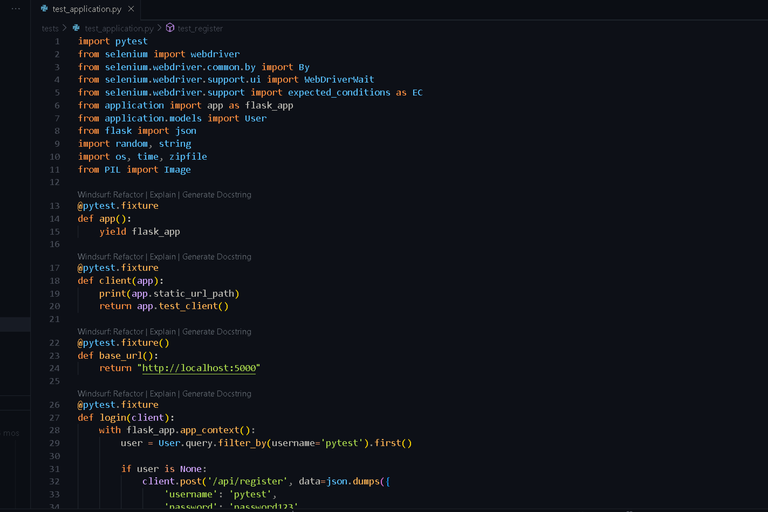 test_application.py
tests > test_application.py > test_register
1 import pytest
2 from selenium import webdriver
3 from selenium.webdriver.common.by import By
4 from selenium.webdriver.support.ui import WebDriverWait
5 from selenium.webdriver.support import expected_conditions as EC
6 from application import app as flask_app
7 from application.models import User
8 from flask import json
9 import random, string
10 import os, time, zipfile
11 from PIL import Image
12
Windsurf: Refactor | Explain | Generate Docstring
13 @pytest.fixture
14 def app():
15     yield flask_app
16
Windsurf: Refactor | Explain | Generate Docstring
17 @pytest.fixture
18 def client(app):
19     print(app.static_url_path)
20     return app.test_client()
21
Windsurf: Refactor | Explain | Generate Docstring
22 @pytest.fixture()
23 def base_url():
24     return "http://localhost:5000"
25
Windsurf: Refactor | Explain | Generate Docstring
26 @pytest.fixture
27 def login(client):
28     with flask_app.app_context():
29         user = User.query.filter_by(username='pytest').first()
30
31         if user is None:
32             client.post('/api/register', data=json.dumps({
33                 'username': 'pytest',
34                 'password': 'password123'
mos